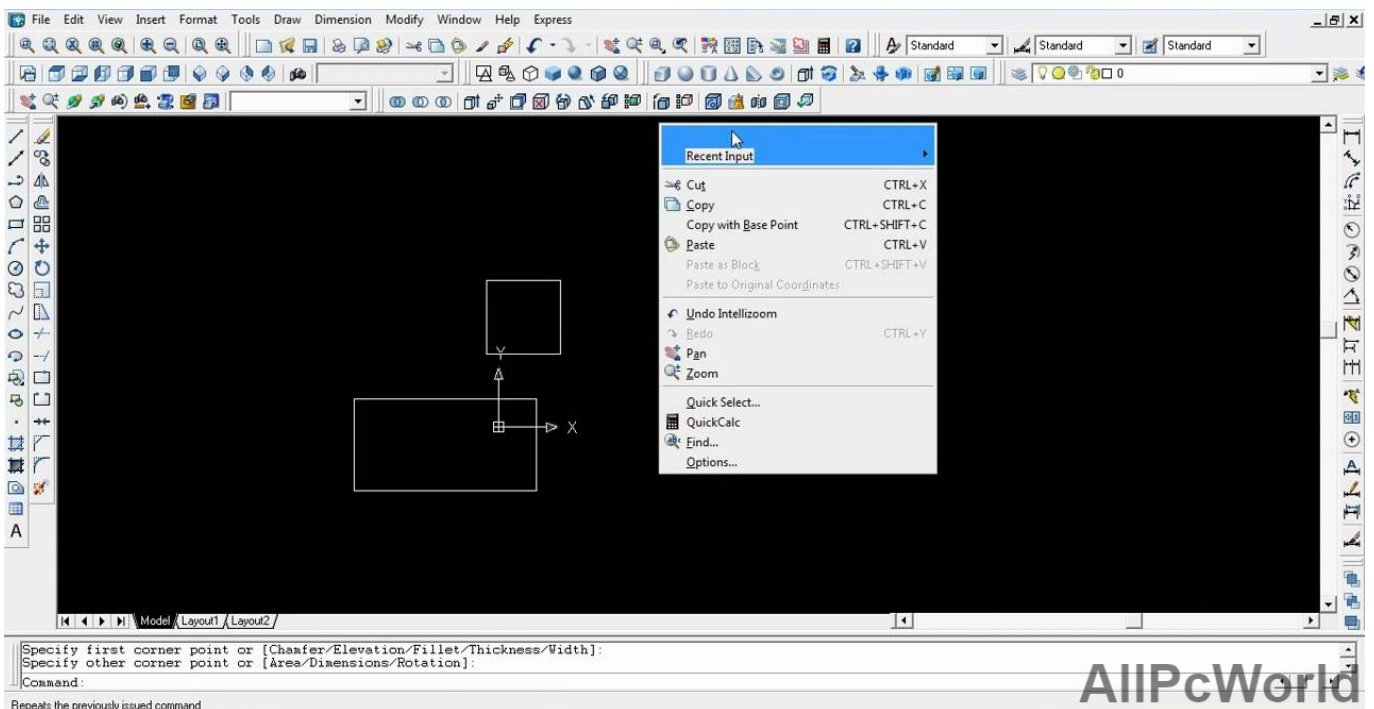 File Edit View Insert Format Tools Draw Dimension Modify Window Help Express
Standard Standard Standard
0
Recent Input
Cut CTRL+X
Copy CTRL+C
Copy with Base Point CTRL+SHIFT+C
Paste CTRL+V
Paste as Block CTRL+SHIFT+V
Paste to Original Coordinates
Undo Intellizoom
Redo CTRL+Y
Pan
Zoom
Quick Select...
QuickCalc
Find...
Options...
Y
X
A
Model Layout1 Layout2
Specify first corner point or [Chamfer/Elevation/Fillet/Thickness/Width]:
Specify other corner point or [Area/Dimensions/Rotation]:
Command:
Repeats the previously issued command
AllPcWorld